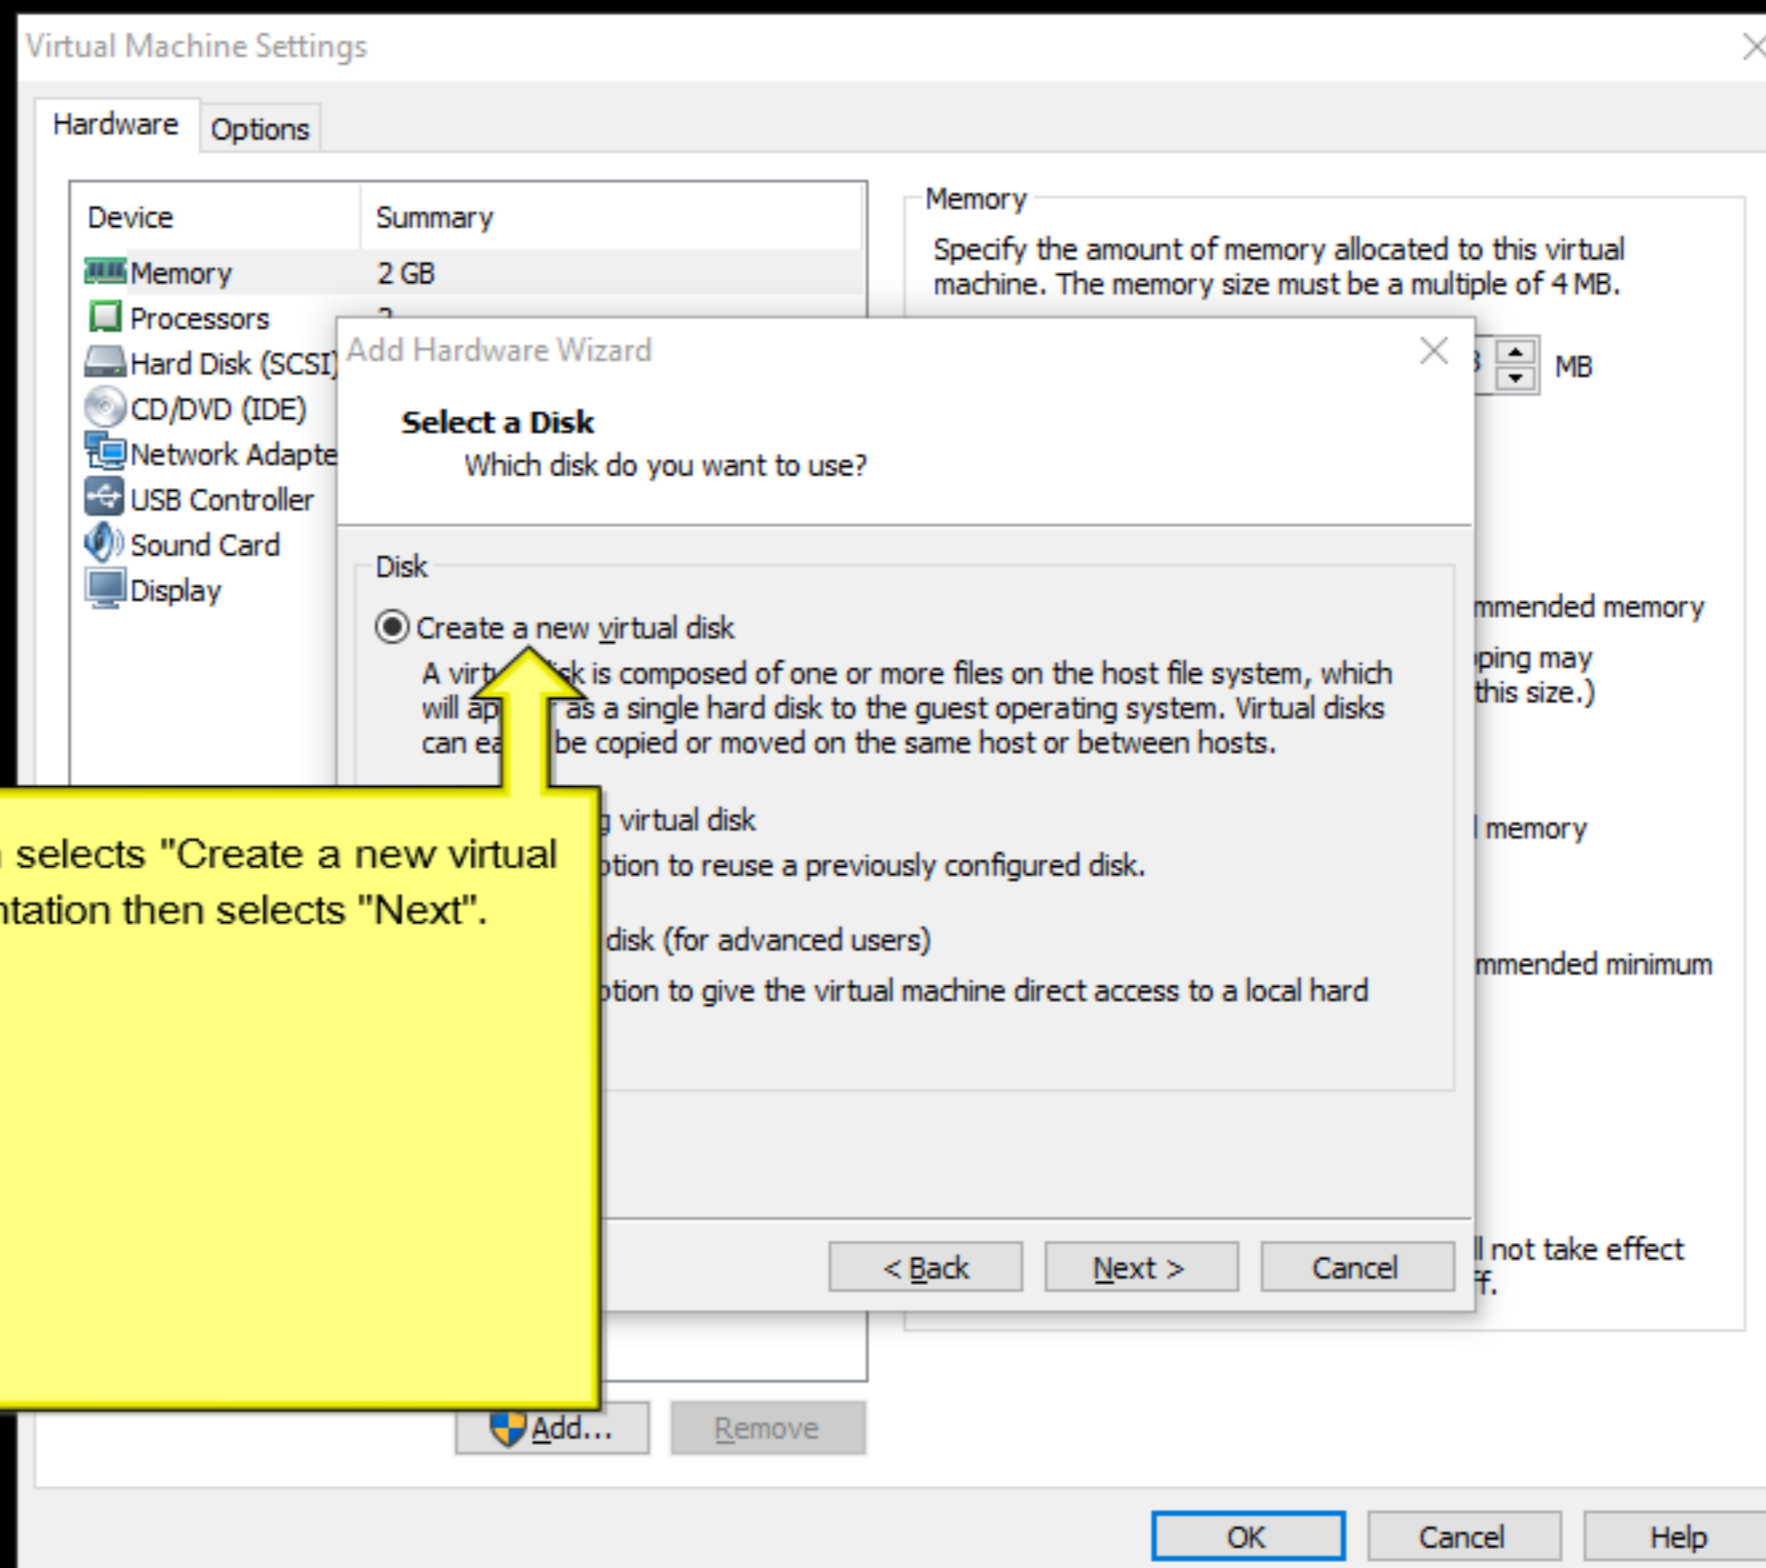 Virtual Machine Settings
Hardware Options
Device Summary
Memory 2 GB
Processors
Hard Disk (SCSI)
CD/DVD (IDE)
Network Adapte
USB Controller
Sound Card
Display
Memory
Specify the amount of memory allocated to this virtual
machine. The memory size must be a multiple of 4 MB.
MB
mmended memory
ping may
this size.)
memory
mmended minimum
ll not take effect
ff.
Add Hardware Wizard
Select a Disk
Which disk do you want to use?
Disk
Create a new virtual disk
A virt sk is composed of one or more files on the host file system, which
will ap as a single hard disk to the guest operating system. Virtual disks
can ea be copied or moved on the same host or between hosts.
g virtual disk
ption to reuse a previously configured disk.
disk (for advanced users)
ption to give the virtual machine direct access to a local hard
< Back Next > Cancel
selects "Create a new virtual
ntation then selects "Next".
Add... Remove
OK Cancel Help